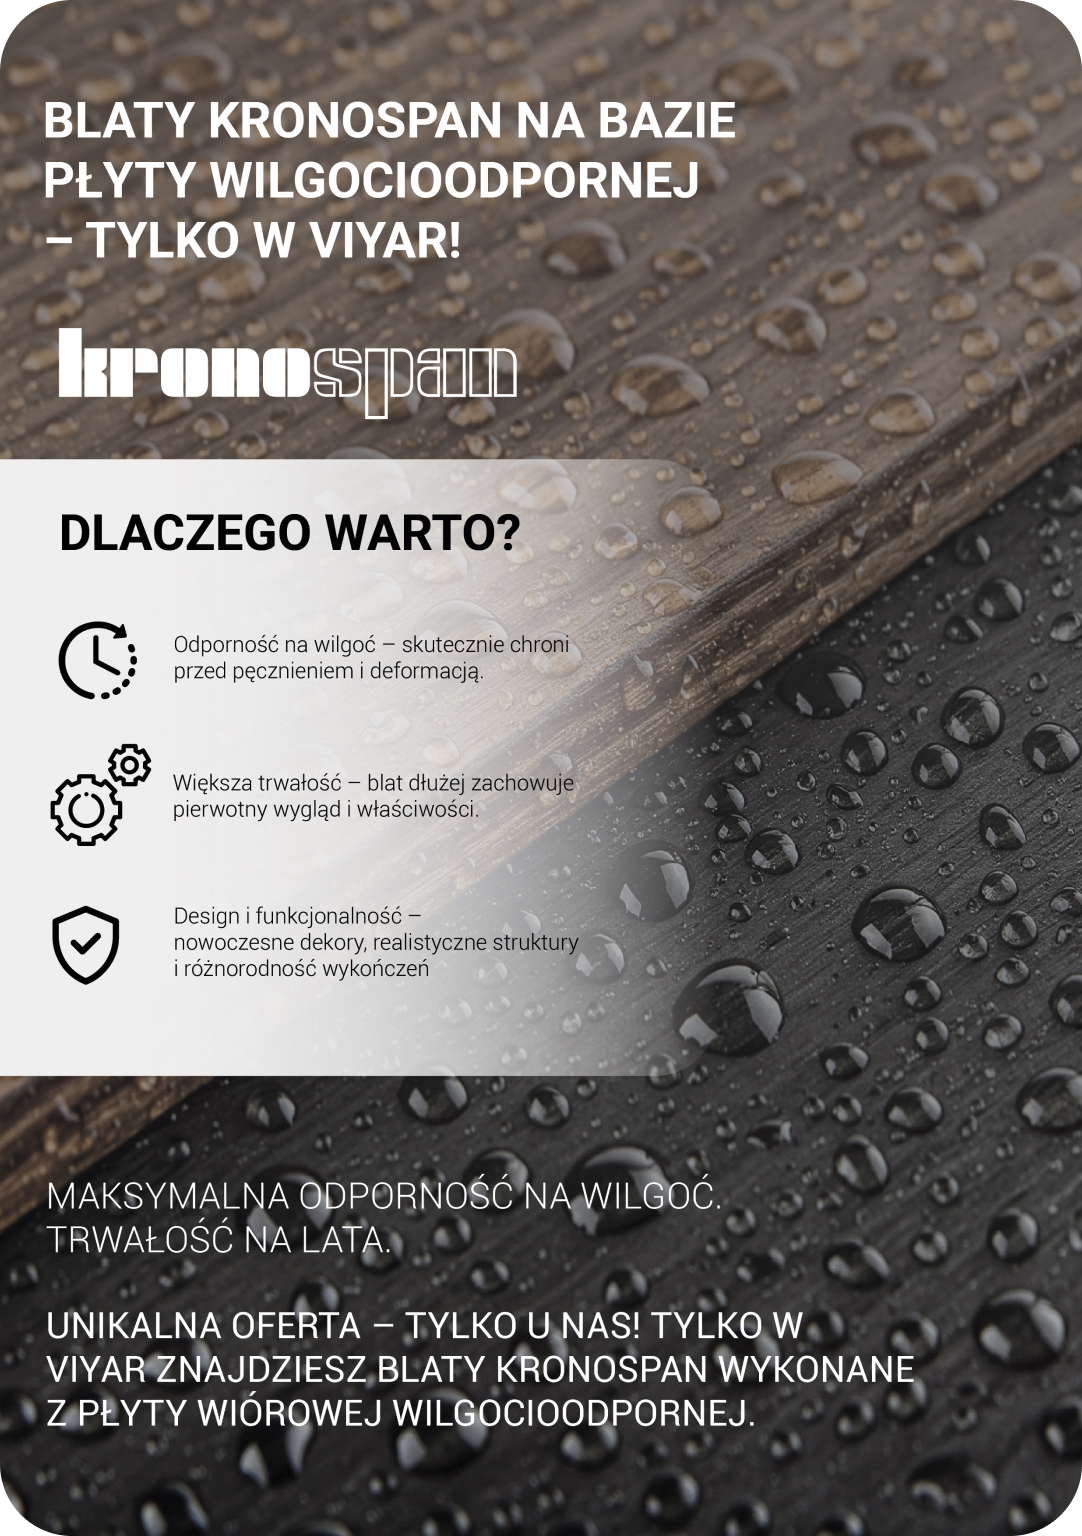 BLATY KRONOSPAN NA BAZIE
PŁYTY WILGOCIOODPORNEJ
– TYLKO W VIYAR!
kronospan
DLACZEGO WARTO?
Odporność na wilgoć – skutecznie chroni
przed pęcznieniem i deformacją.
Większa trwałość – blat dłużej zachowuje
pierwotny wygląd i właściwości.
Design i funkcjonalność –
nowoczesne dekory, realistyczne struktury
i różnorodność wykończeń
MAKSYMALNA ODPORNOŚĆ NA WILGOĆ.
TRWAŁOŚĆ NA LATA.
UNIKALNA OFERTA – TYLKO U NAS! TYLKO W
VIYAR ZNAJDZIESZ BLATY KRONOSPAN WYKONANE
Z PŁYTY WIÓROWEJ WILGOCIOODPORNEJ.